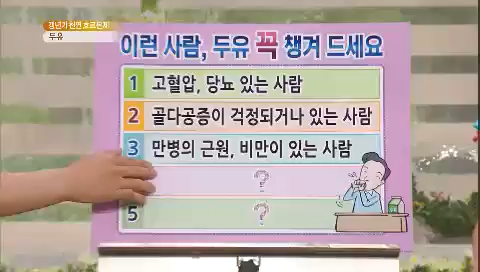 갱년기 천연 호르몬제!
두유
이런 사람, 두유 꼭 챙겨 드세요
1 고혈압, 당뇨 있는 사람
2 골다공증이 걱정되거나 있는 사람
3 만병의 근원, 비만이 있는 사람
?
5 ?